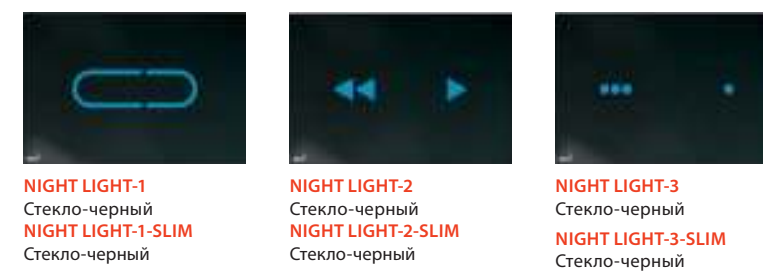 NIGHT LIGHT-1
Стекло-черный
NIGHT LIGHT-1-SLIM
Стекло-черный
NIGHT LIGHT-2
Стекло-черный
NIGHT LIGHT-2-SLIM
Стекло-черный
NIGHT LIGHT-3
Стекло-черный
NIGHT LIGHT-3-SLIM
Стекло-черный